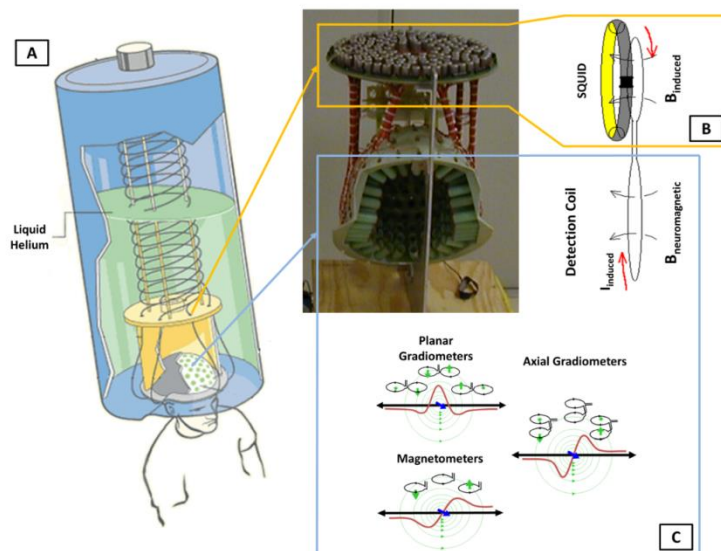 A
Liquid
Helium
SQUID
B induced
B
Detection Coil
B neuromagnetic
I induced
Planar
Gradiometers
Axial Gradiometers
Magnetometers
C